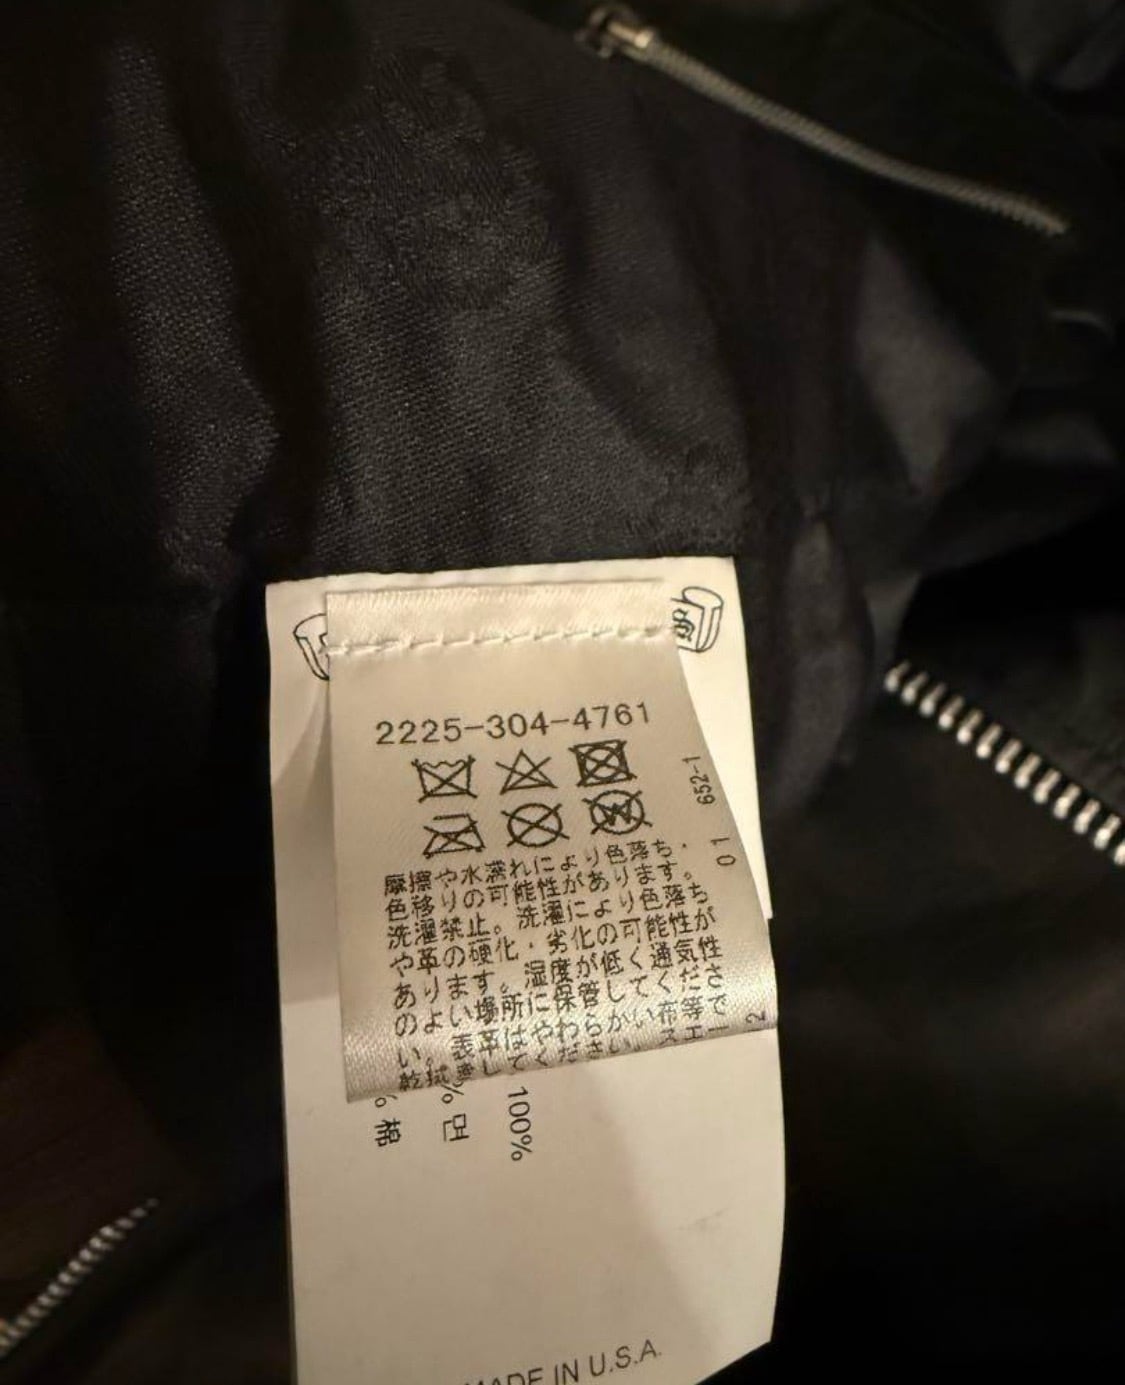 2225-304-4761
652-1
01
摩擦や水濡れにより色落ち・
色移りの可能性があります。
洗濯禁止。洗濯により色落ち
や革の硬化・劣化の可能性が
あります。湿度が低く通気性
のよい場所に保管してくださ
い。表革はやわらかい布等で
乾拭きしてください。スエ
2
100%
% 면
% 棉
MADE IN U.S.A.